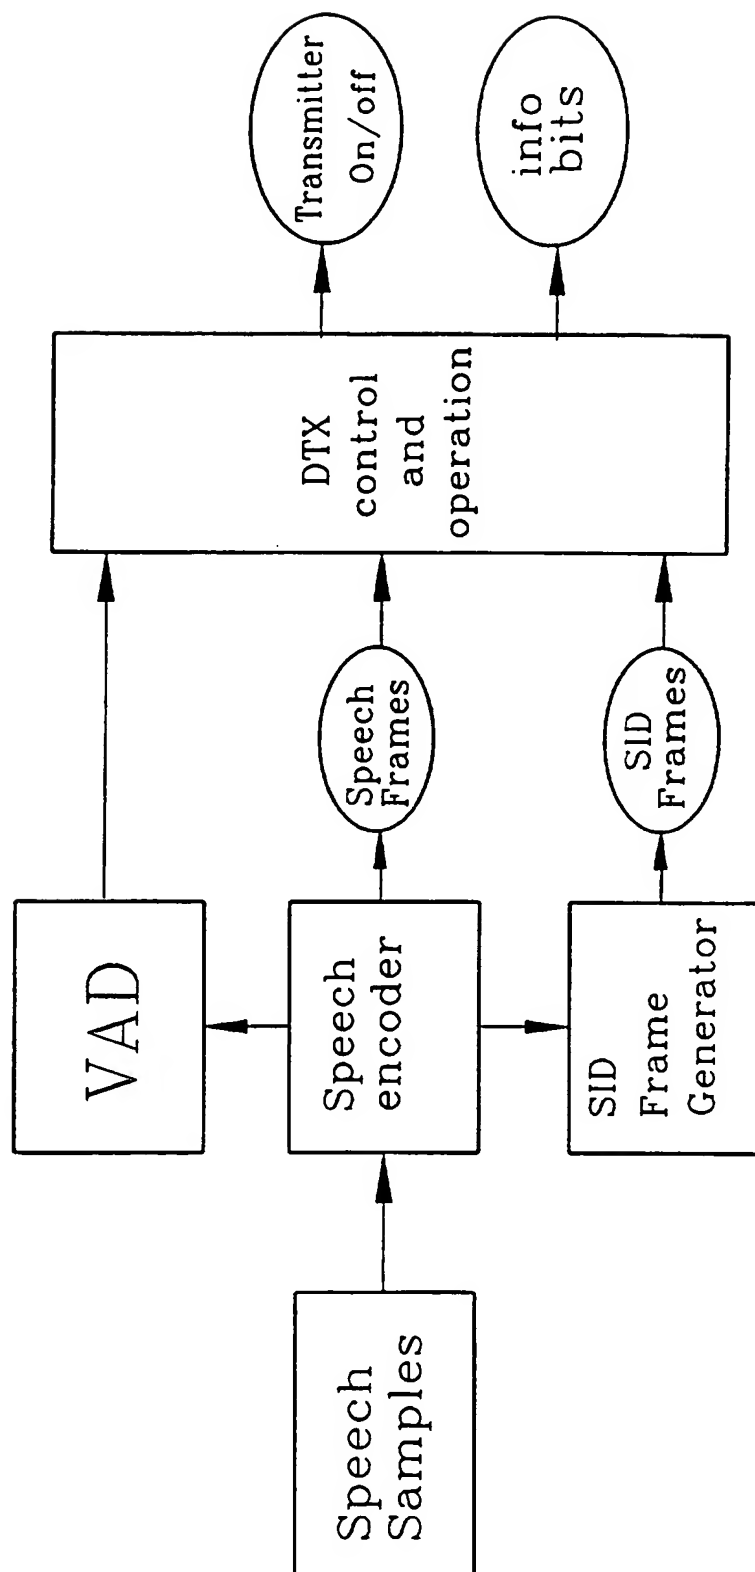 Speech
Samples
VAD
Speech
encoder
SID
Frame
Generator
Speech
Frames
SID
Frames
DTX
control
and
operation
Transmitter
On/off
info
bits